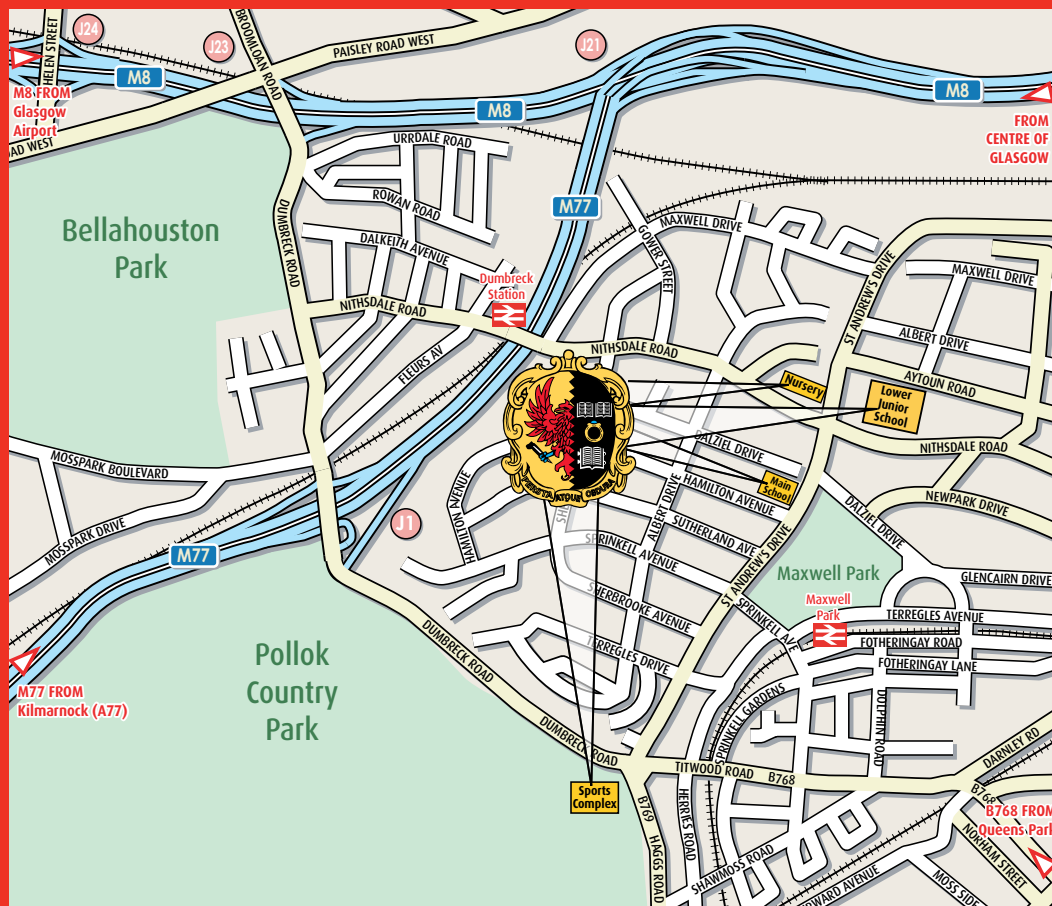 J24
J23
J21
HELEN STREET
BROOMLOAN ROAD
PAISLEY ROAD WEST
M8
M8
M8
M8 FROM
Glasgow
Airport
AD WEST
FROM
CENTRE OF
GLASGOW
URRDALE ROAD
ROWAN ROAD
DUMBRECK ROAD
DALKEITH AVENUE
M77
GOWER STREET
MAXWELL DRIVE
Bellahouston
Park
Dumbreck
Station
NITHSDALE ROAD
FLEURS AV
NITHSDALE ROAD
ST ANDREW'S DRIVE
MAXWELL DRIVE
ALBERT DRIVE
AYTOUN ROAD
Nursery
Lower
Junior
School
NITHSDALE ROAD
DALZIEL DRIVE
Main
School
HAMILTON AVENUE
MOSSPARK BOULEVARD
MOSSPARK DRIVE
M77
J1
HAMILTON AVENUE
ALBERT DRIVE
SUTHERLAND AVE
SPRINKELL AVENUE
SHERBROOKE AVENUE
TERREGLES DRIVE
ST ANDREW'S DRIVE
DALZIEL DRIVE
NEWPARK DRIVE
Maxwell Park
GLENCAIRN DRIVE
Maxwell
Park
TERREGLES AVENUE
FOTHERINGAY ROAD
FOTHERINGAY LANE
SPRINKELL AVE
SPRINKELL GARDENS
DOLPHIN ROAD
DUMBRECK ROAD
Pollok
Country
Park
M77 FROM
Kilmarnock (A77)
DUMBRECK ROAD
Sports
Complex
TITWOOD ROAD B768
DARNLEY RD
B768
B768 FROM
Queens Park
B769
HAGGS ROAD
HERRIES ROAD
SHAWMOSS ROAD
NORHAM STREET
MOSS SIDE